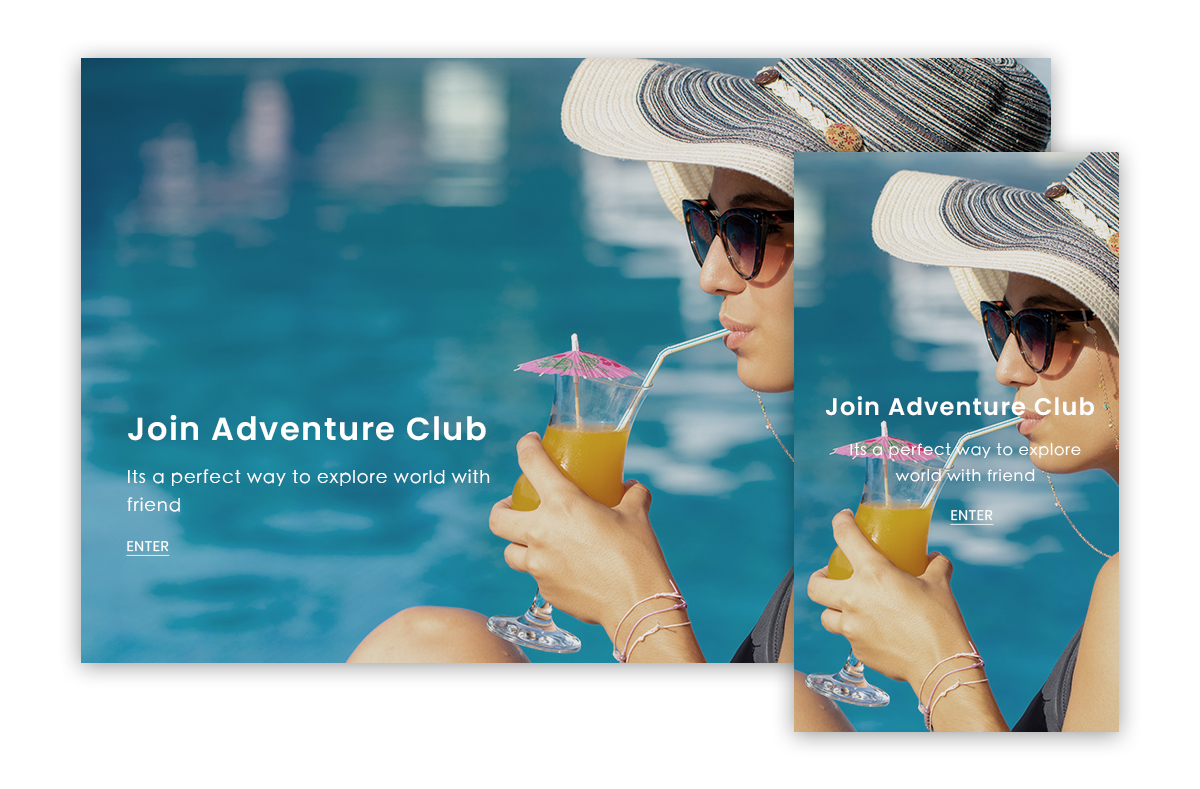 Join Adventure Club
Its a perfect way to explore world with
friend
ENTER
Join Adventure Club
Its a perfect way to explore
world with friend
ENTER